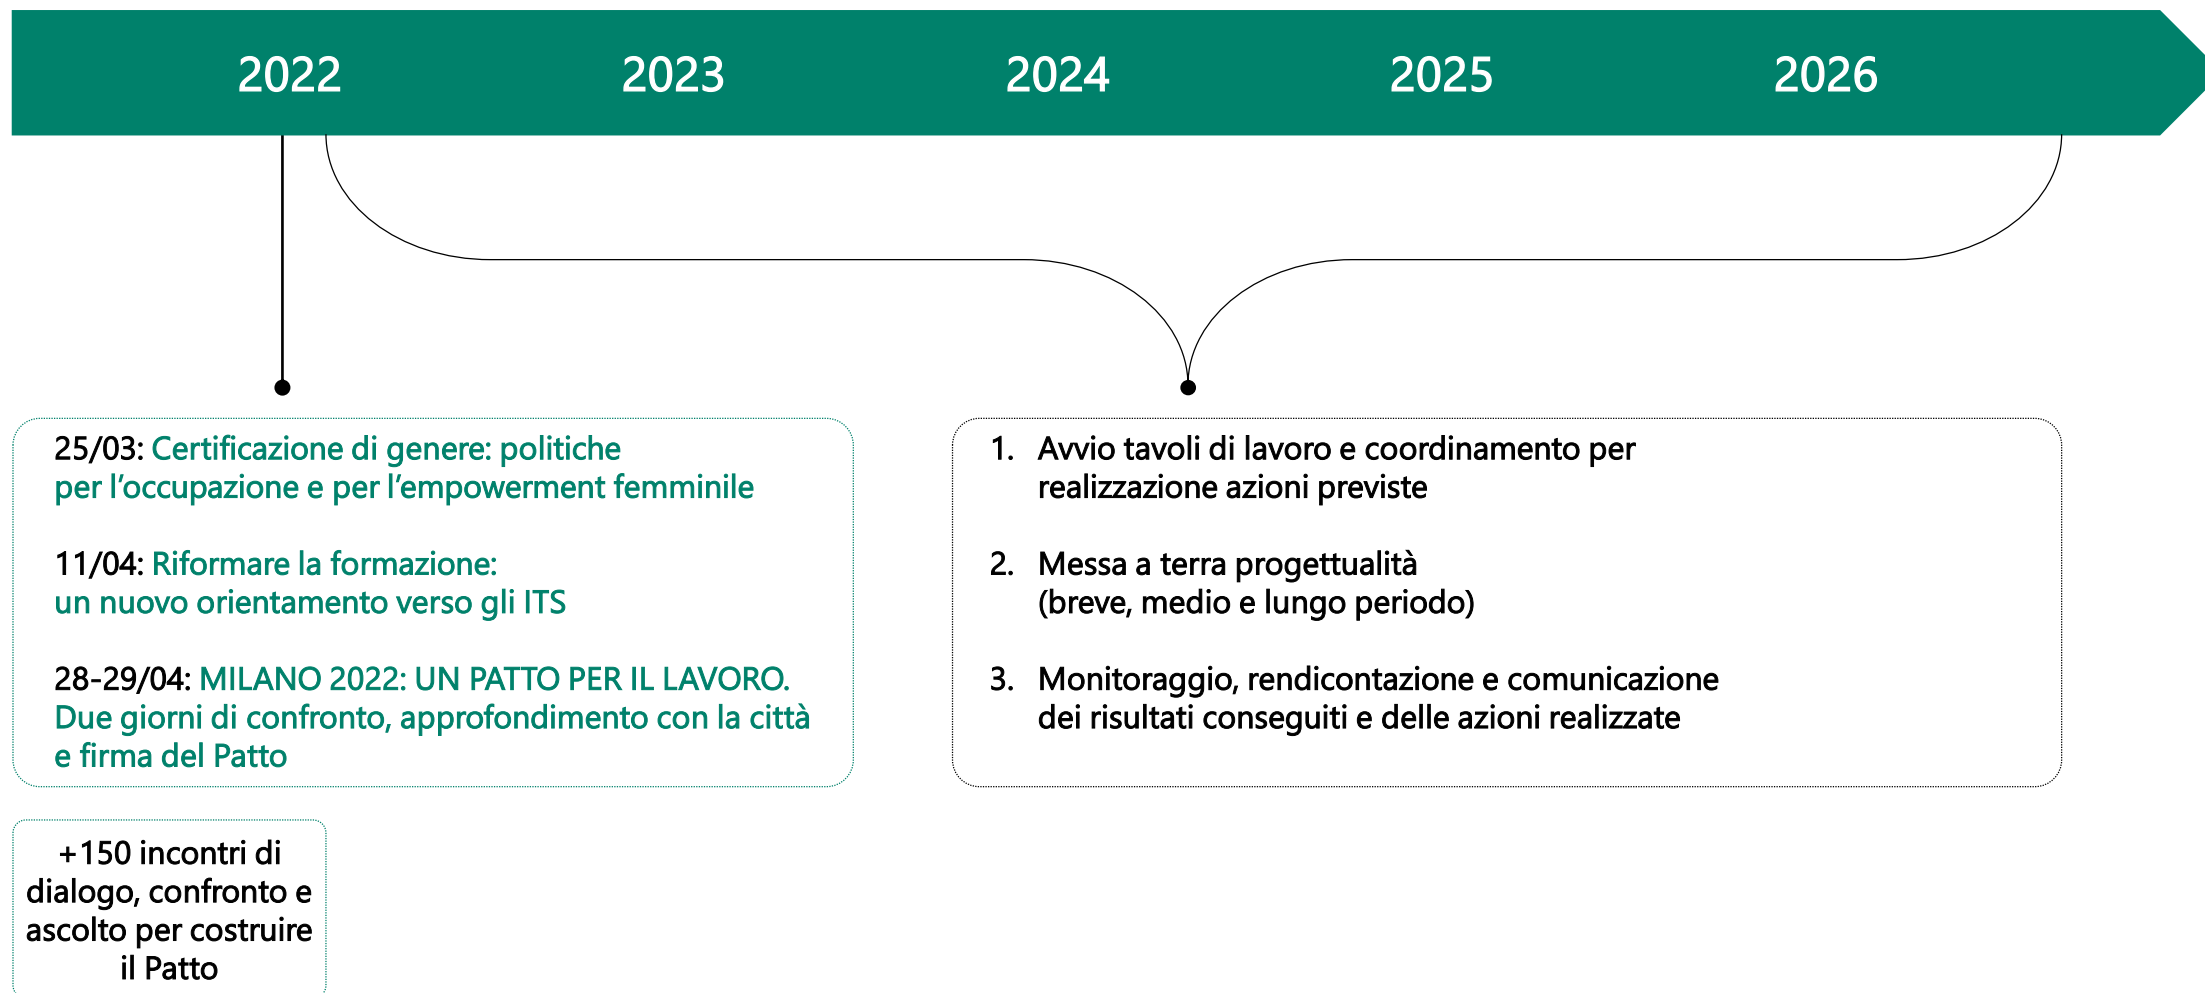 2022 2023 2024 2025 2026
25/03: Certificazione di genere: politiche
per l’occupazione e per l’empowerment femminile
11/04: Riformare la formazione:
un nuovo orientamento verso gli ITS
28-29/04: MILANO 2022: UN PATTO PER IL LAVORO.
Due giorni di confronto, approfondimento con la città
e firma del Patto
1. Avvio tavoli di lavoro e coordinamento per
realizzazione azioni previste
2. Messa a terra progettualità
(breve, medio e lungo periodo)
3. Monitoraggio, rendicontazione e comunicazione
dei risultati conseguiti e delle azioni realizzate
+150 incontri di
dialogo, confronto e
ascolto per costruire
il Patto